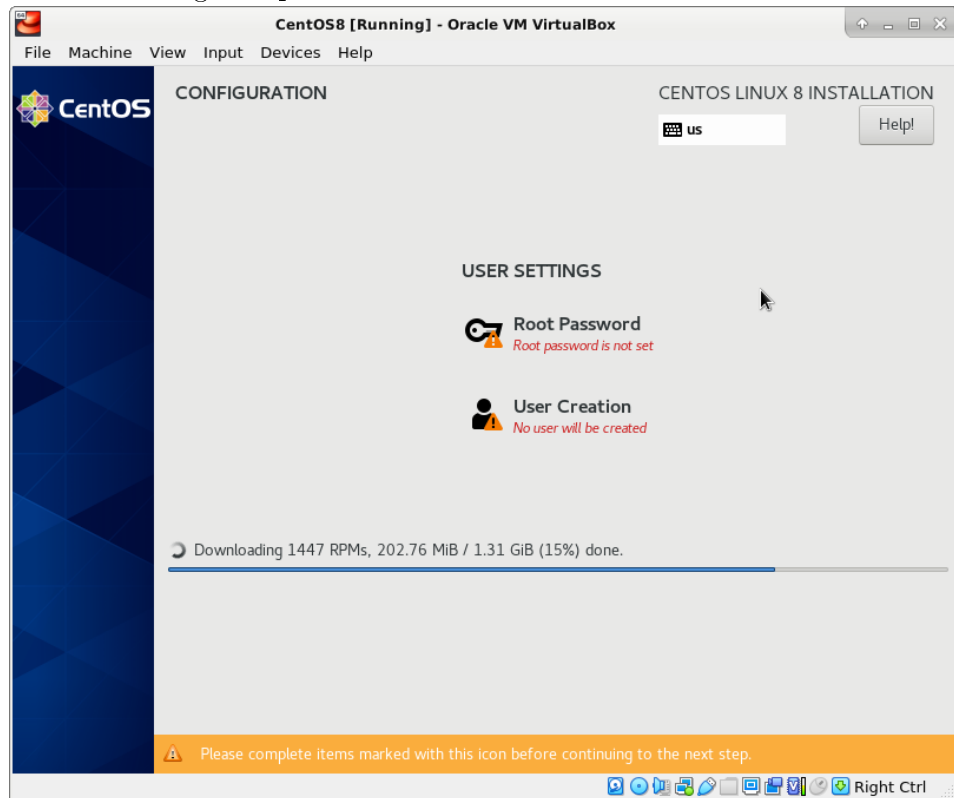 CentOS8 [Running] - Oracle VM VirtualBox
File Machine View Input Devices Help
CentOS
CONFIGURATION
CENTOS LINUX 8 INSTALLATION
us
Help!
USER SETTINGS
Root Password
Root password is not set
User Creation
No user will be created
Downloading 1447 RPMs, 202.76 MiB / 1.31 GiB (15%) done.
Please complete items marked with this icon before continuing to the next step.
Right Ctrl